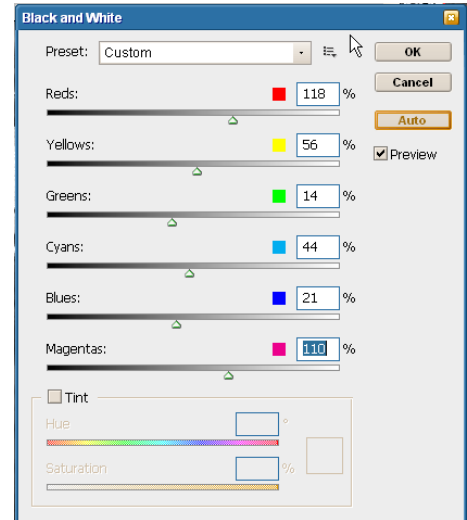 Black and White
Preset: Custom
OK
Cancel
Auto
Preview
Reds: 118 %
Yellows: 56 %
Greens: 14 %
Cyans: 44 %
Blues: 21 %
Magentas: 110 %
Tint
Hue °
Saturation %